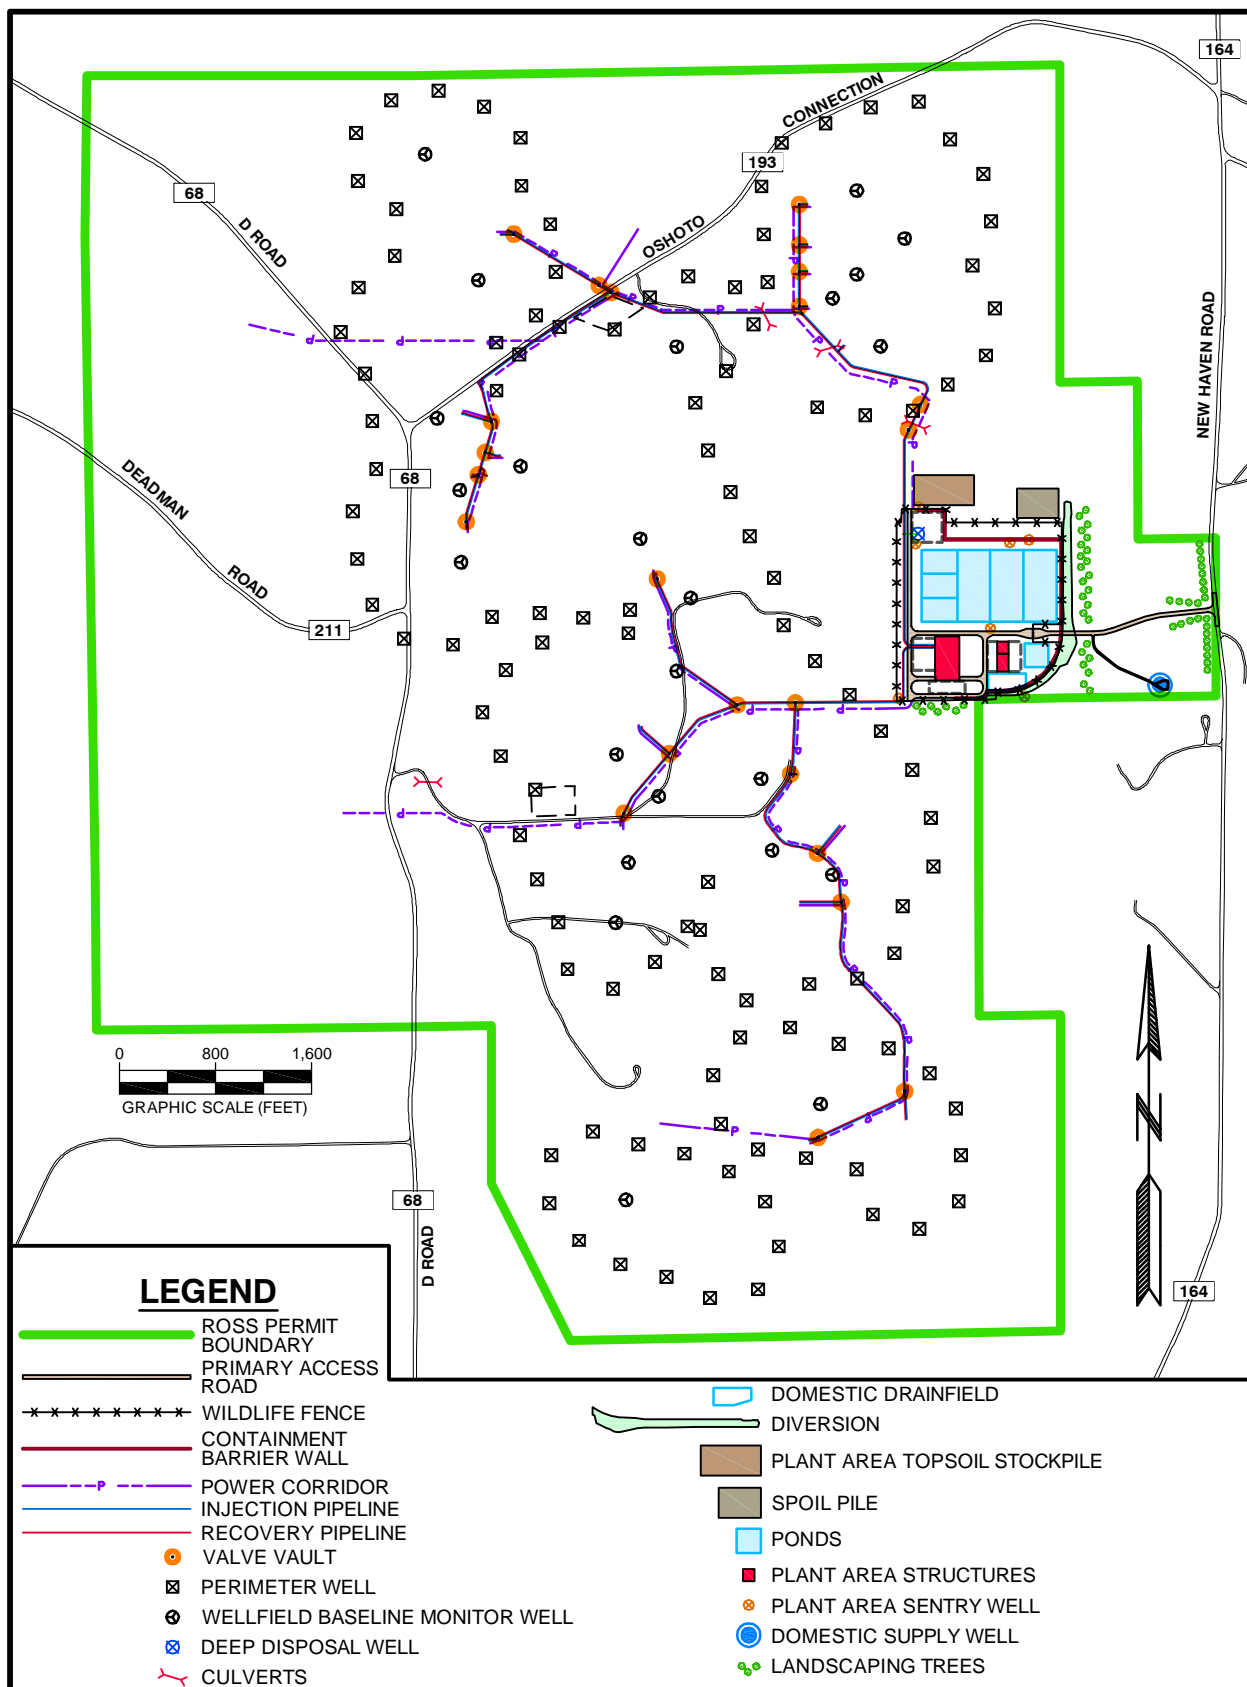 164
CONNECTION
193
68
D ROAD
OSHOTO
P
P
P
P
P
P
P
P
NEW HAVEN ROAD
P
68
DEADMAN
ROAD
211
P
P
P
P
P
P
P
P
P
P
P
0 800 1,600
GRAPHIC SCALE (FEET)
P
P
N
68
D ROAD
164
LEGEND
ROSS PERMIT
BOUNDARY
PRIMARY ACCESS
ROAD
WILDLIFE FENCE
CONTAINMENT
BARRIER WALL
P
POWER CORRIDOR
INJECTION PIPELINE
RECOVERY PIPELINE
VALVE VAULT
PERIMETER WELL
WELLFIELD BASELINE MONITOR WELL
DEEP DISPOSAL WELL
CULVERTS
DOMESTIC DRAINFIELD
DIVERSION
PLANT AREA TOPSOIL STOCKPILE
SPOIL PILE
PONDS
PLANT AREA STRUCTURES
PLANT AREA SENTRY WELL
DOMESTIC SUPPLY WELL
LANDSCAPING TREES